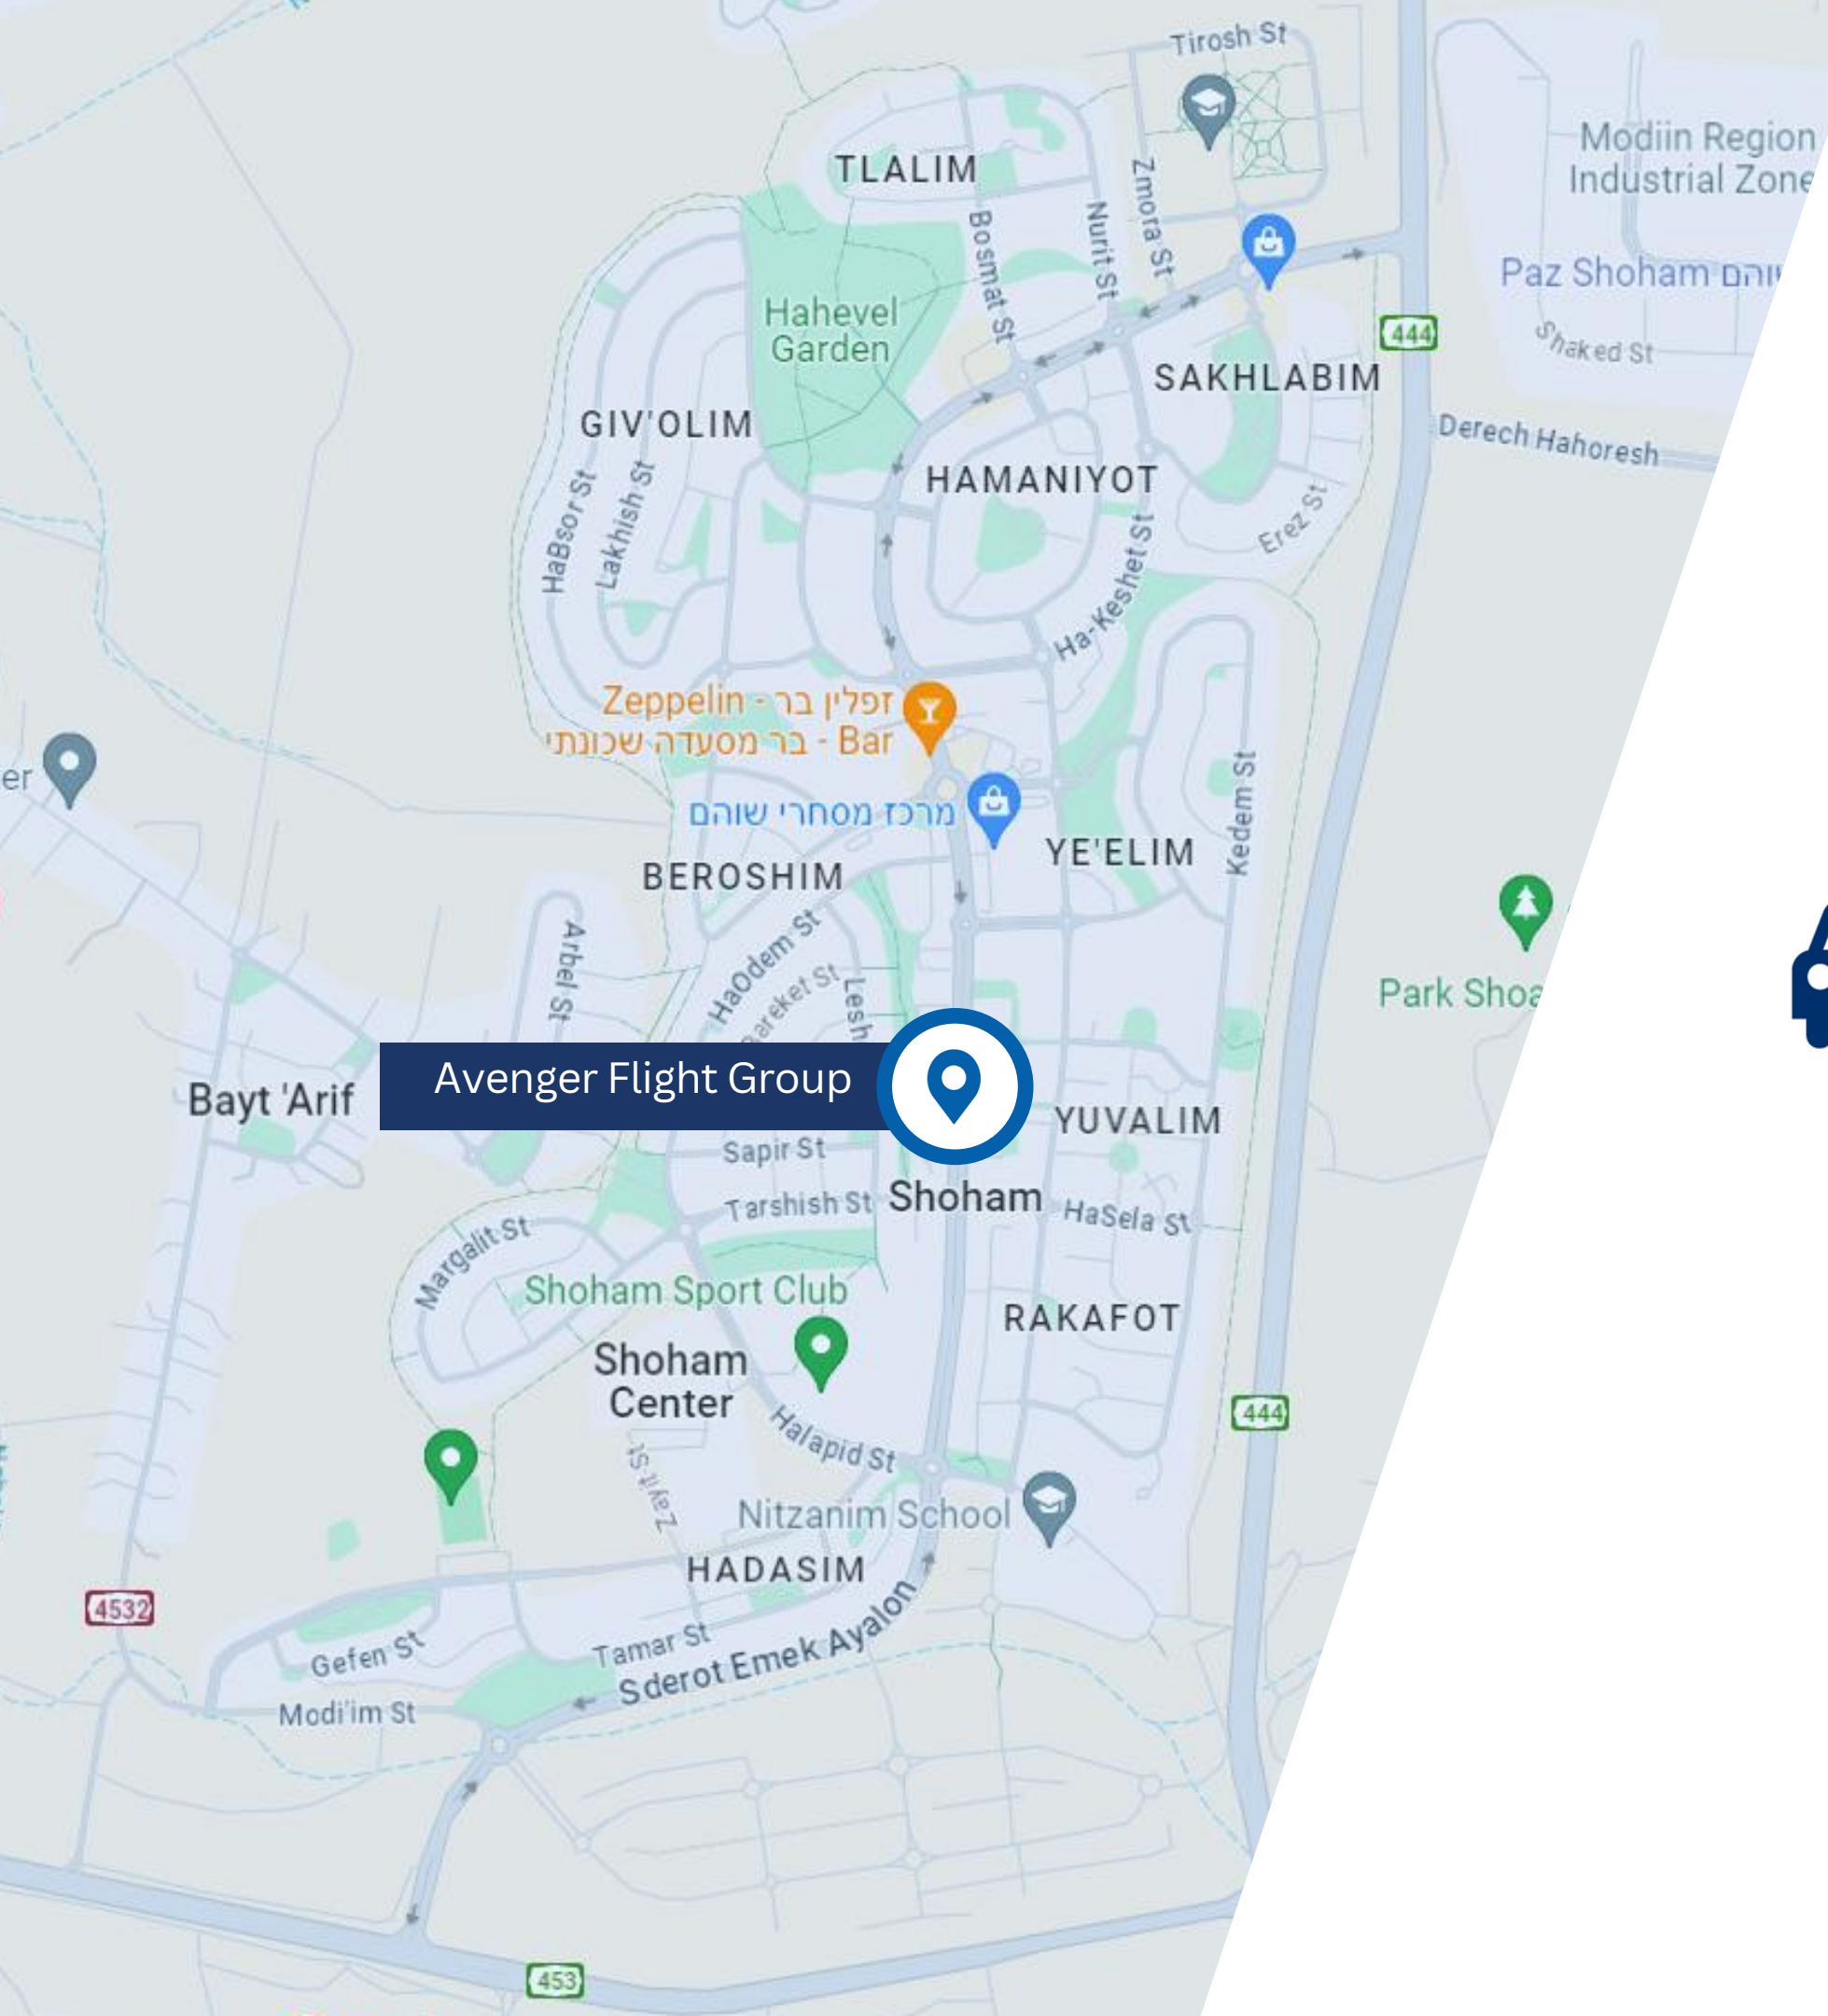 Tirosh St
Modiin Region
Industrial Zone
TLALIM
Zmora St
Nurit St
Bosmat St
Paz Shoham
Hahevel
Garden
444
Shaked St
SAKHLABIM
GIV'OLIM
Derech Hahoresh
HAMANIYOT
HaBsor St
Lakhish St
Erez St
Ha-Keshet St
Zeppelin - זפלין בר
Bar - בר מסעדה שכונתי
er
מרכז מסחרי שוהם
YE'ELIM
Kedem St
BEROSHIM
Arbel St
HaOdem St
Bareket St
Lesh
Park Shoa
Avenger Flight Group
Bayt 'Arif
YUVALIM
Sapir St
Tarshish St
Shoham
HaSela St
Margalit St
Shoham Sport Club
RAKAFOT
Shoham
Center
444
Halapid St
Zayit St
Nitzanim School
HADASIM
4532
Gefen St
Tamar St
Sderot Emek Ayalon
Modi'im St
453